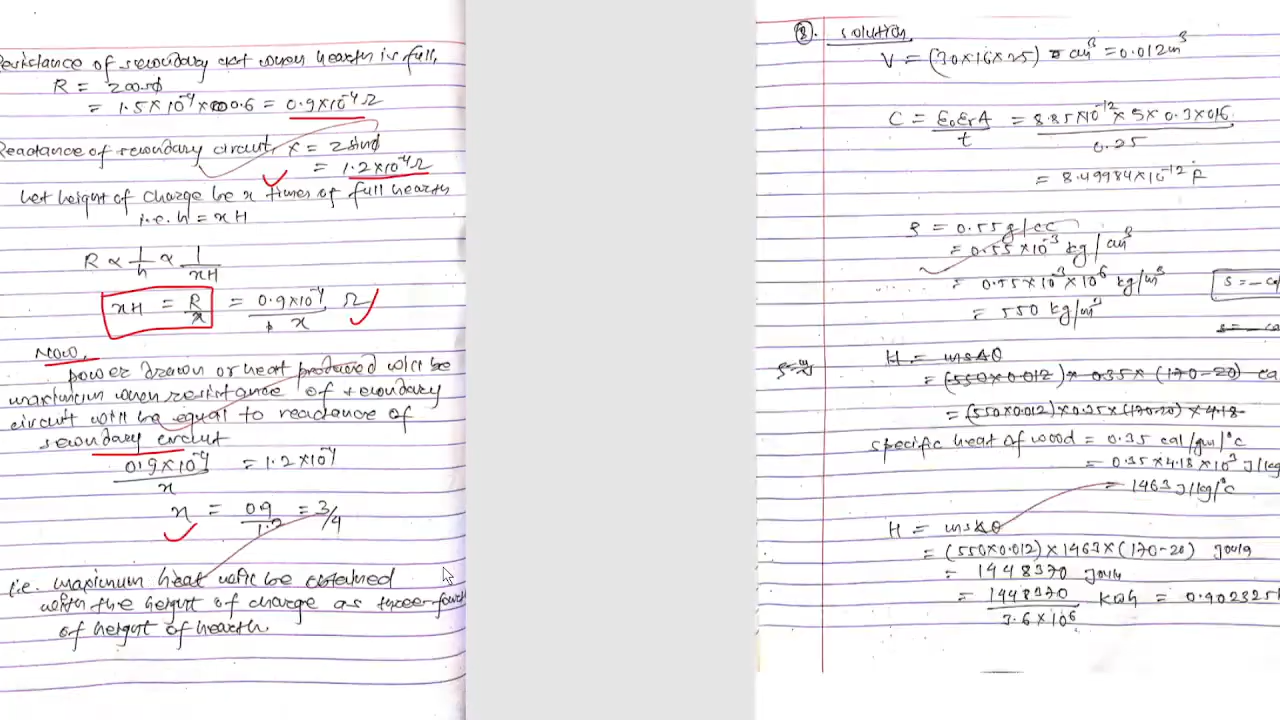 Resistance of secondary ckt when hearth is full,
R = zcosφ
= 1.5×10⁻⁴ × 0.6 = 0.9×10⁻⁴ Ω
Reactance of secondary circuit, x = zsinφ
= 1.2×10⁻⁴ Ω
Let height of charge be x times of full hearth
i.e. h = xH
R ∝ 1/h ∝ 1/xH
xH = R/x = 0.9×10⁻⁴/x Ω
Now,
power drawn or heat produced will be
maximum when resistance of secondary
circuit will be equal to reactance of
secondary circuit
0.9×10⁻⁴/x = 1.2×10⁻⁴
x = 0.9/1.2 = 3/4
i.e. maximum heat will be obtained
with the height of charge as three-fourth
of height of hearth.
(8). solution
V = (30×16×25) cm³ = 0.012m³
C = ε₀εᵣA/t = 8.85×10⁻¹² × 5 × 0.3×016/0.25
= 8.49984×10⁻¹² F
ρ = 0.55g/cc
= 0.55×10⁻³ kg/cm³
= 0.55×10⁻³×10⁶ kg/m³
= 550 kg/m³
H = msΔθ
= (550×0.012) × 0.35 × (170-20) ca
= (550×0.012)×0.35×(170-20) × 4.18
specific heat of wood = 0.35 cal/gm/°c
= 0.35×4.18×10³ J/kg
= 1463 J/kg/°c
H = msΔθ
= (550×0.012)×1463×(170-20) Joule
= 1448370 Joule
= 1448370/3.6×10⁶ Kwh = 0.402325